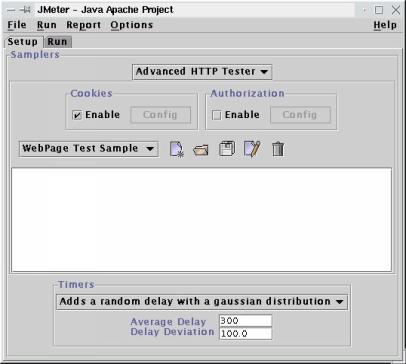 JMeter - Java Apache Project
File Run Report Options Help
Setup Run
Samplers
Advanced HTTP Tester
Cookies Authorization
Enable Config Enable Config
WebPage Test Sample
Timers
Adds a random delay with a gaussian distribution
Average Delay 300
Delay Deviation 100.0